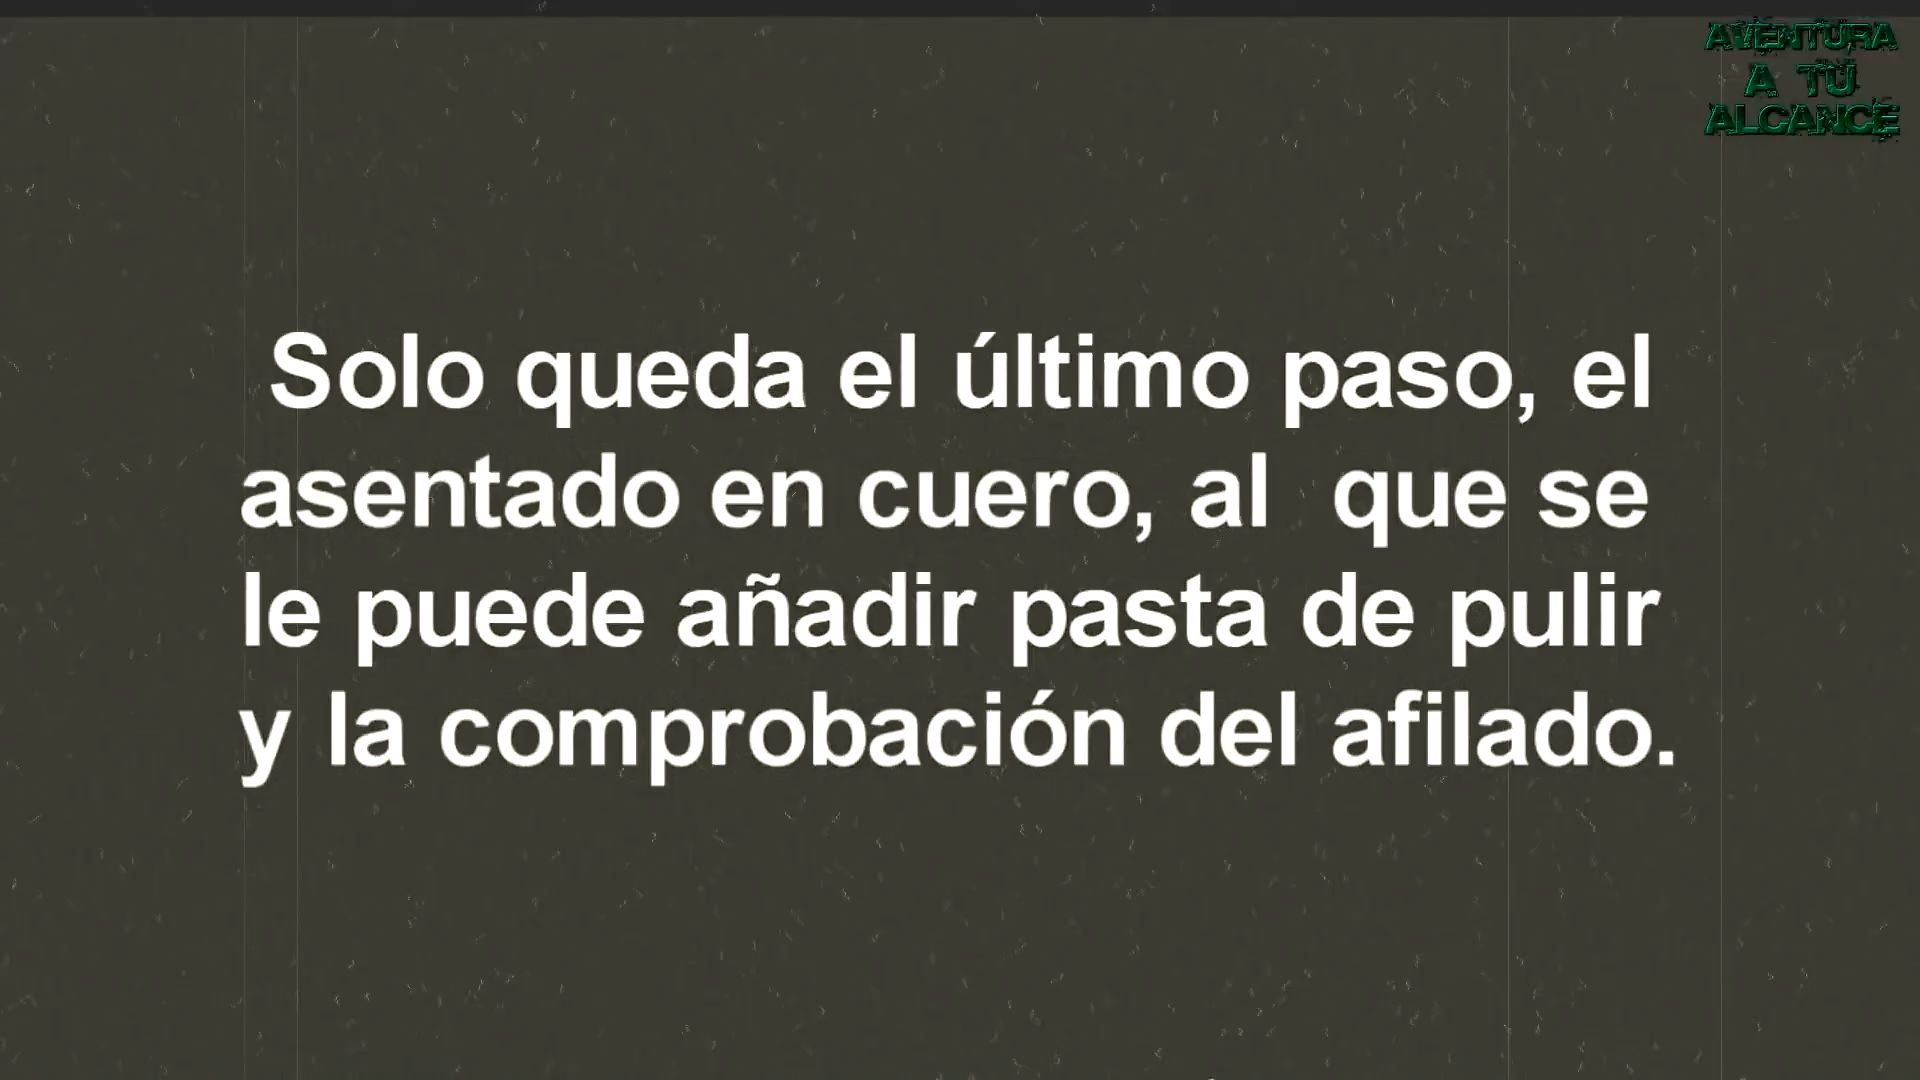 AVENTURA
A TU
ALCANCE
Solo queda el último paso, el
asentado en cuero, al  que se
le puede añadir pasta de pulir
y la comprobación del afilado.